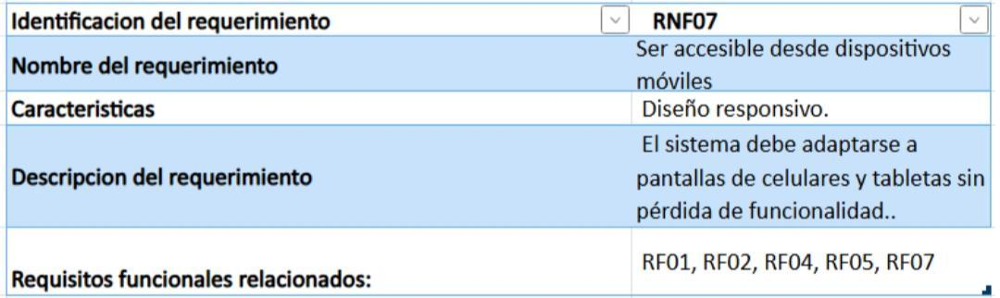 Identificacion del requerimiento RNF07
Nombre del requerimiento Ser accesible desde dispositivos
móviles
Caracteristicas Diseño responsivo.
Descripcion del requerimiento El sistema debe adaptarse a
pantallas de celulares y tabletas sin
pérdida de funcionalidad..
Requisitos funcionales relacionados: RF01, RF02, RF04, RF05, RF07